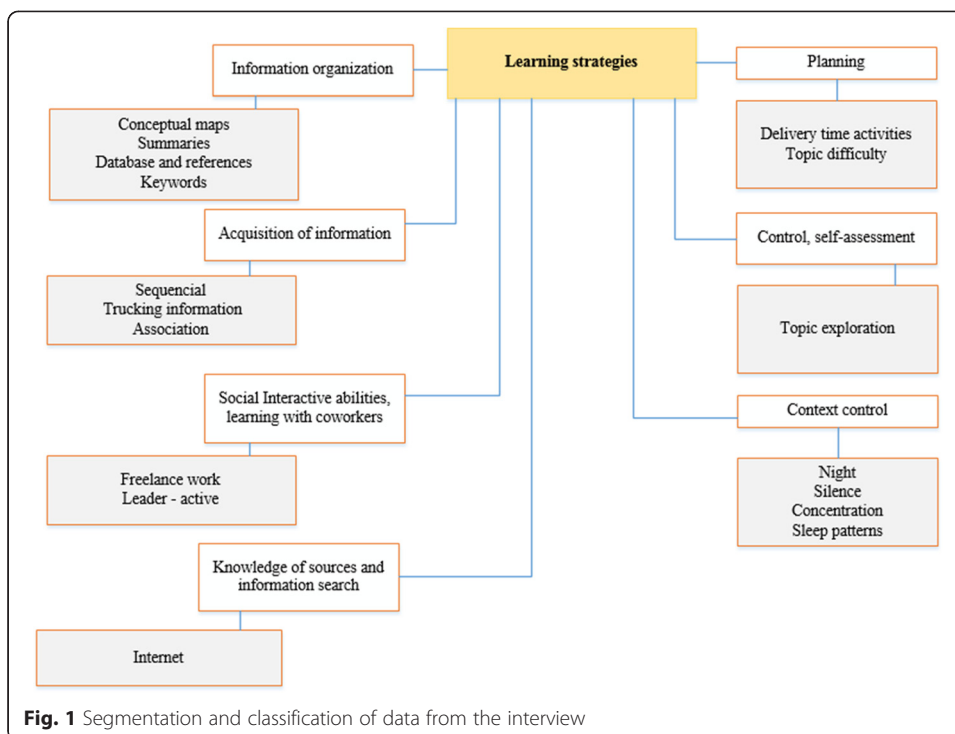 Learning strategies
Information organization
Conceptual maps
Summaries
Database and references
Keywords
Acquisition of information
Sequencial
Trucking information
Association
Social Interactive abilities,
learning with coworkers
Freelance work
Leader - active
Knowledge of sources and
information search
Internet
Planning
Delivery time activities
Topic difficulty
Control, self-assessment
Topic exploration
Context control
Night
Silence
Concentration
Sleep patterns
Fig. 1 Segmentation and classification of data from the interview